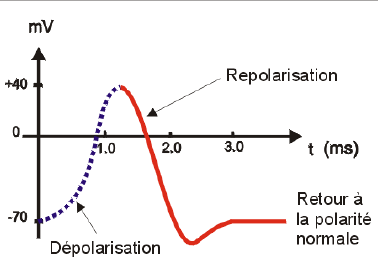 mV
+40
Repolarisation
0
1.0
2.0
3.0
t (ms)
-70
Dépolarisation
Retour à
la polarité
normale